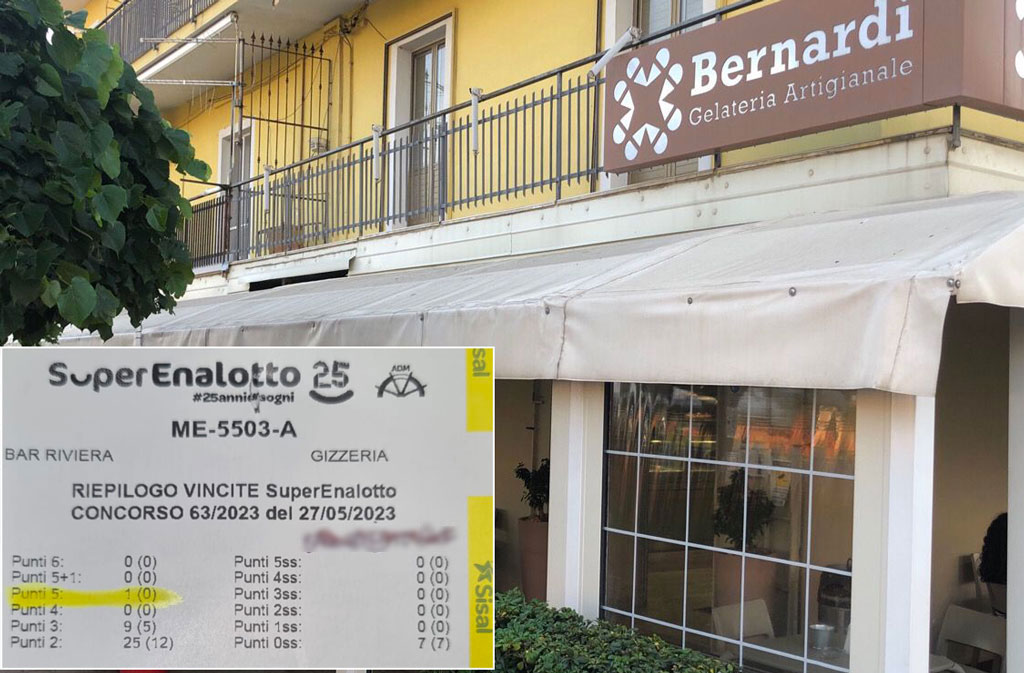 Bernardi
Gelateria Artigianale
SuperEnalotto 25
#25annidisogni
ADM
Sisal
ME-5503-A
BAR RIVIERA GIZZERIA
RIEPILOGO VINCITE SuperEnalotto
CONCORSO 63/2023 del 27/05/2023
Punti 6: 0 (0) Punti 5ss: 0 (0)
Punti 5+1: 0 (0) Punti 4ss: 0 (0)
Punti 5: 1 (0) Punti 3ss: 0 (0)
Punti 4: 0 (0) Punti 2ss: 0 (0)
Punti 3: 9 (5) Punti 1ss: 0 (0)
Punti 2: 25 (12) Punti 0ss: 7 (7)
Sisal